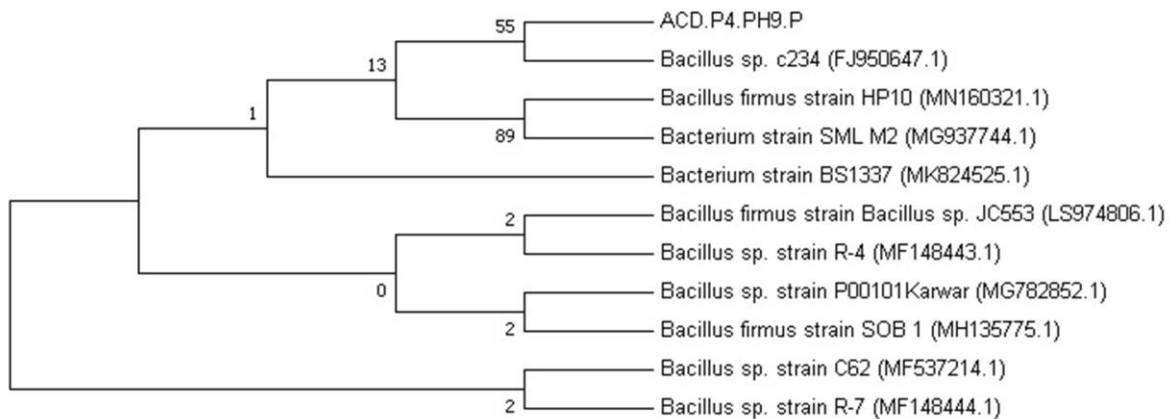 55
ACD.P4.PH9.P
Bacillus sp. c234 (FJ950647.1)
13
Bacillus firmus strain HP10 (MN160321.1)
1
89
Bacterium strain SML M2 (MG937744.1)
Bacterium strain BS1337 (MK824525.1)
2
Bacillus firmus strain Bacillus sp. JC553 (LS974806.1)
Bacillus sp. strain R-4 (MF148443.1)
0
Bacillus sp. strain P00101Karwar (MG782852.1)
2
Bacillus firmus strain SOB 1 (MH135775.1)
Bacillus sp. strain C62 (MF537214.1)
2
Bacillus sp. strain R-7 (MF148444.1)